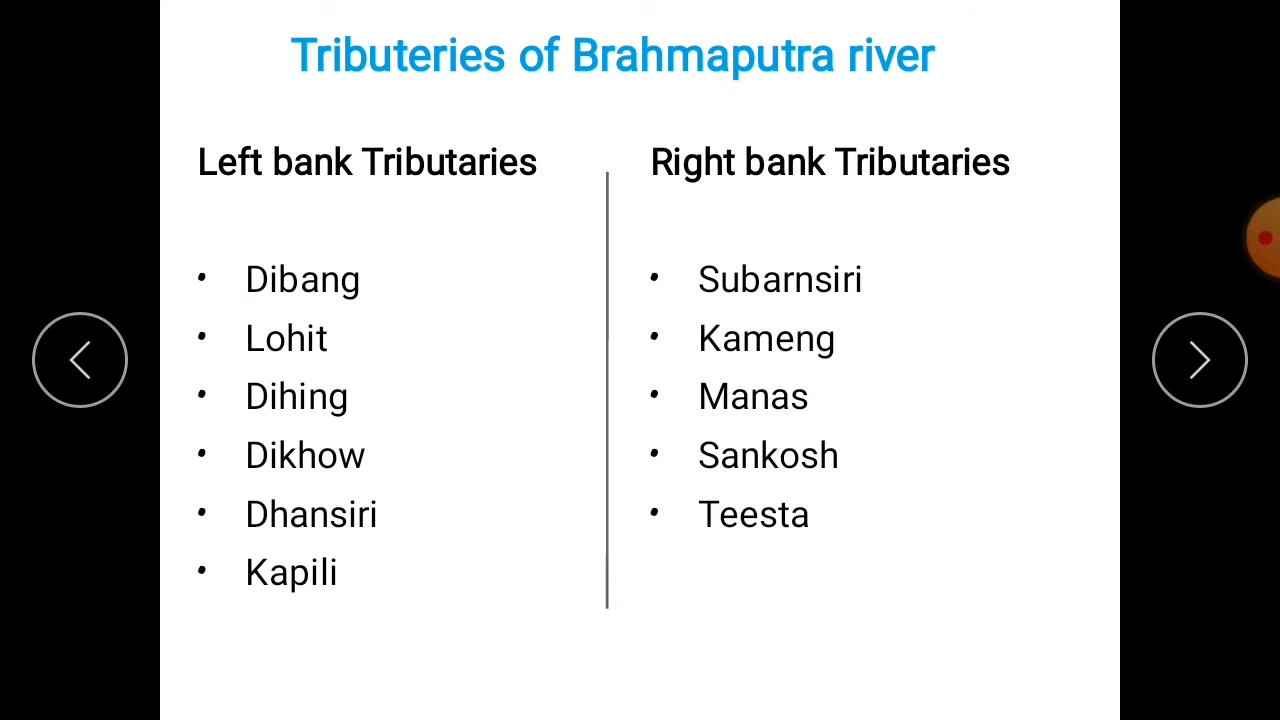 Tributeries of Brahmaputra river
Left bank Tributaries
• Dibang
• Lohit
• Dihing
• Dikhow
• Dhansiri
• Kapili
Right bank Tributaries
• Subarnsiri
• Kameng
• Manas
• Sankosh
• Teesta